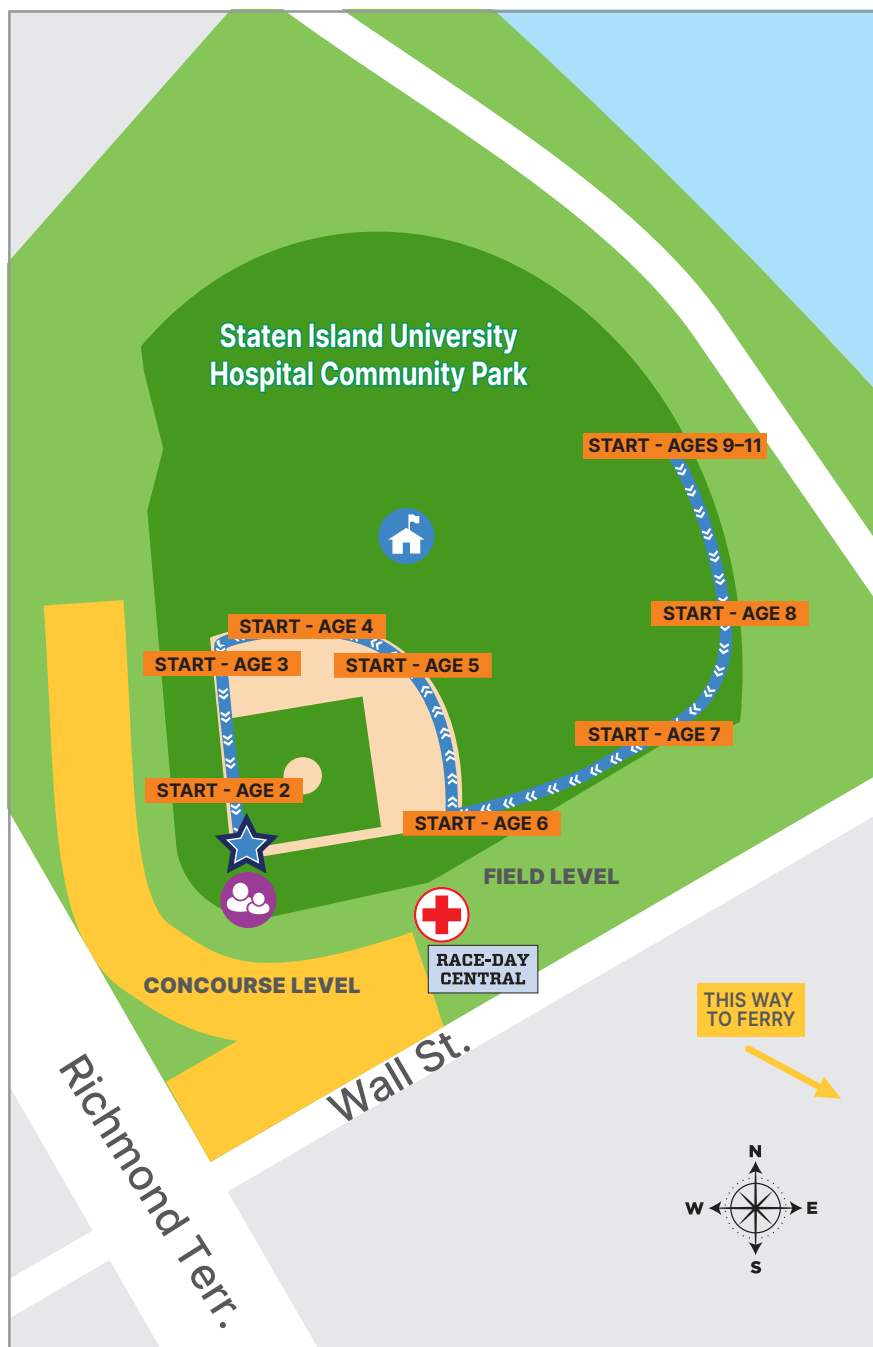 Staten Island University
Hospital Community Park
START - AGES 9–11
START - AGE 8
START - AGE 4
START - AGE 3
START - AGE 5
START - AGE 7
START - AGE 2
START - AGE 6
FIELD LEVEL
RACE-DAY
CENTRAL
CONCOURSE LEVEL
THIS WAY
TO FERRY
Wall St.
Richmond Terr.
N
W
E
S